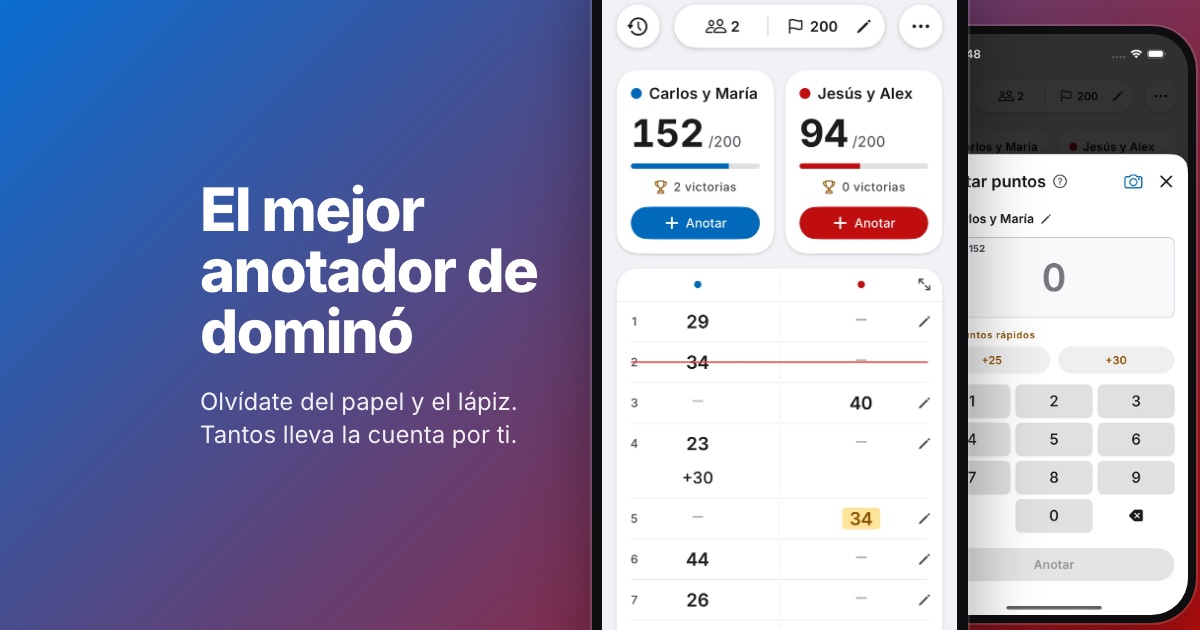 El mejor
anotador de
dominó
Olvídate del papel y el lápiz.
Tantos lleva la cuenta por ti.
2
200
Carlos y María
152 /200
2 victorias
+ Anotar
Jesús y Alex
94 /200
0 victorias
+ Anotar
1 29 –
2 34 –
3 – 40
4 23 –
+30
5 – 34
6 44 –
7 26 –
48
2
200
rlos y María
Jesús y Alex
tar puntos
los y María
152
0
untos rápidos
+25 +30
1 2 3
4 5 6
7 8 9
0
Anotar